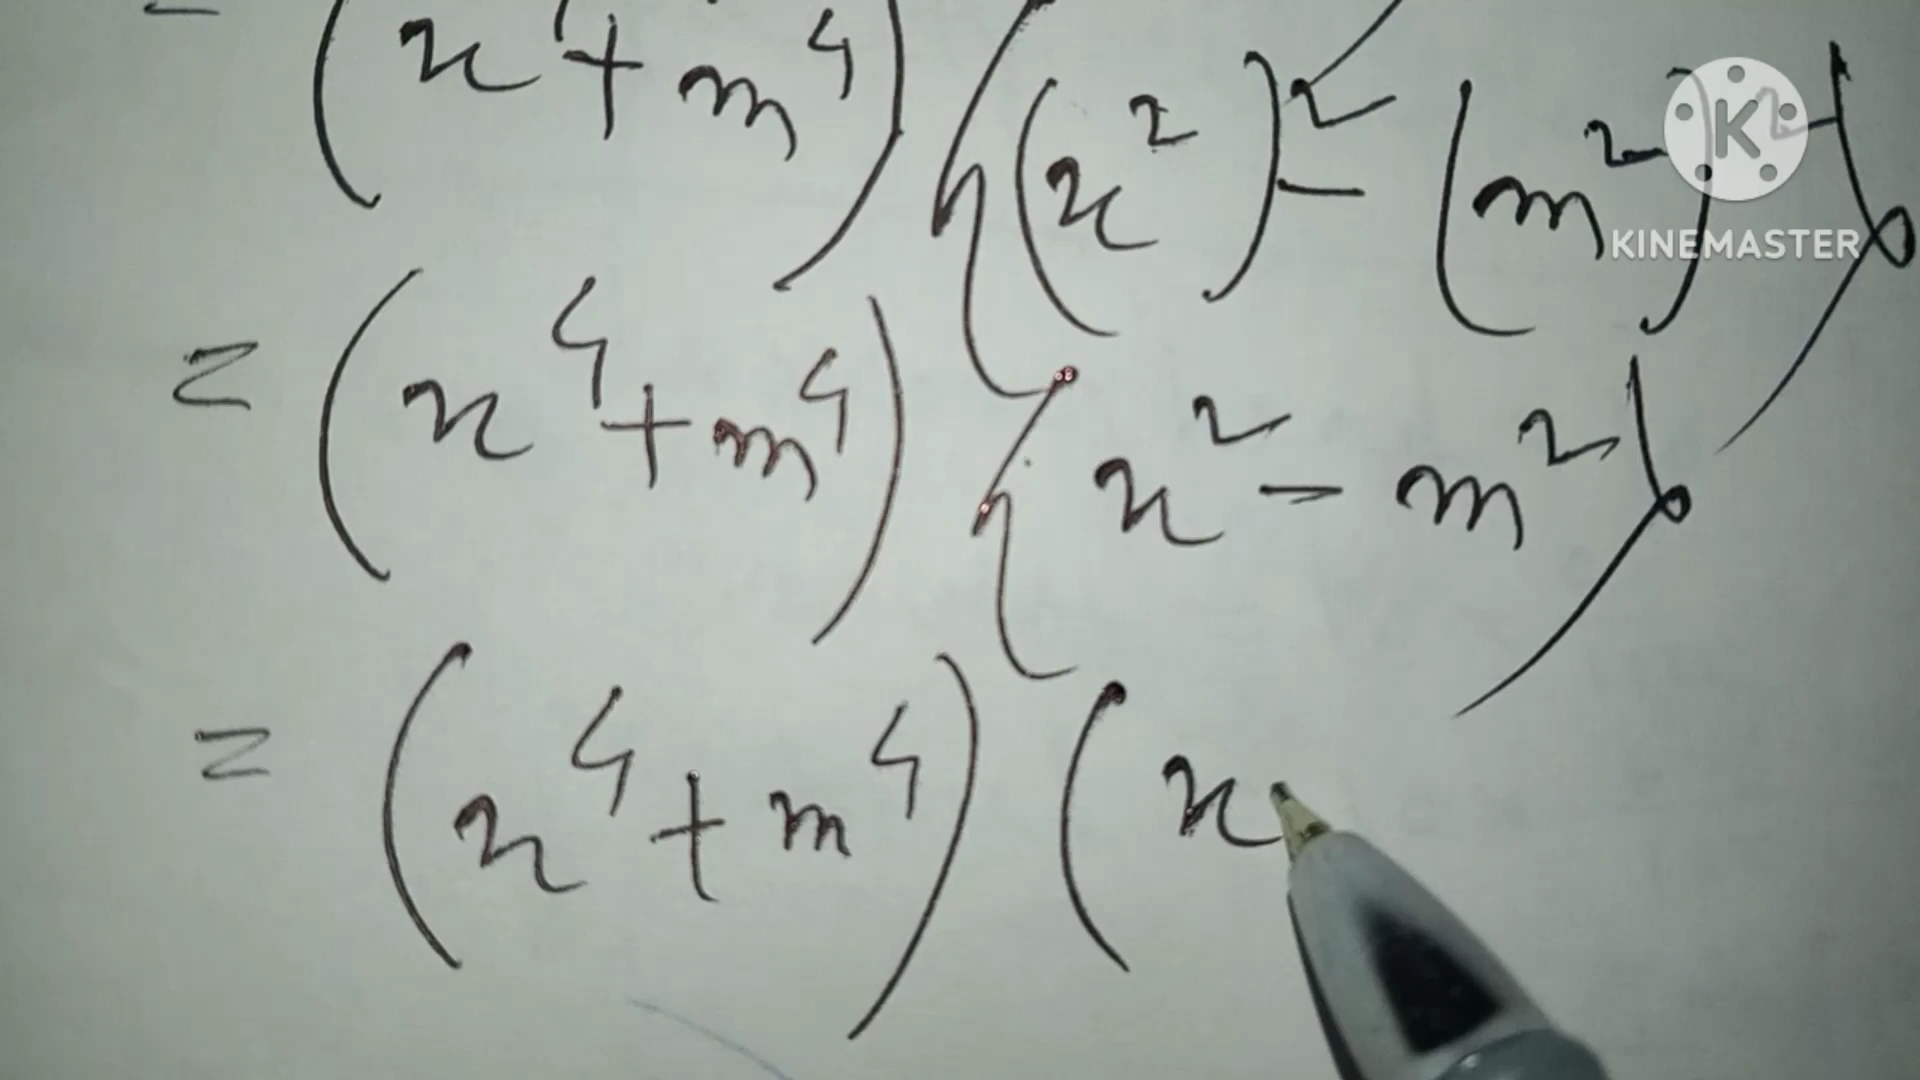 = (x⁴ + m⁴) {(x²)² - (m²)²}
= (x⁴ + m⁴) {x² - m²}
= (x⁴ + m⁴) (x
K
KINEMASTER